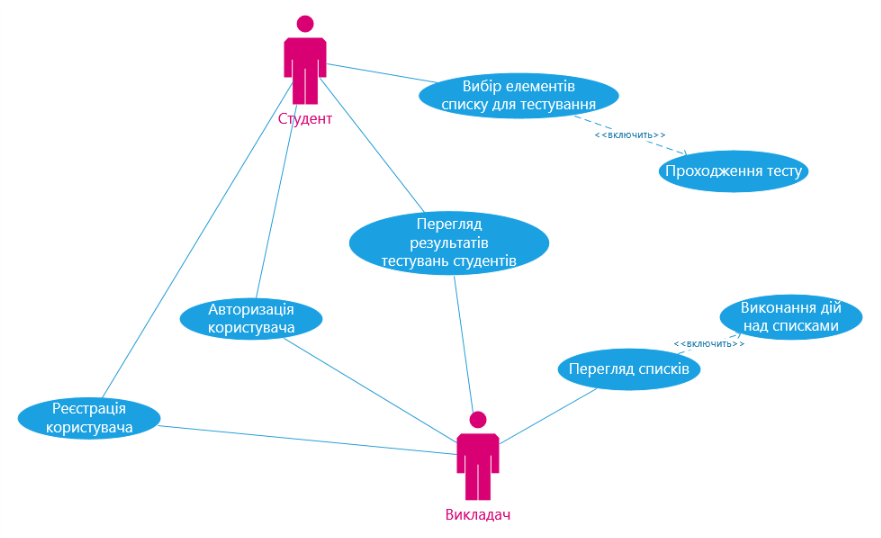 Студент
Вибір елементів
списку для тестування
<<включить>>
Проходження тесту
Перегляд
результатів
тестувань студентів
Авторизація
користувача
Виконання дій
над списками
<<включить>>
Перегляд списків
Реєстрація
користувача
Викладач